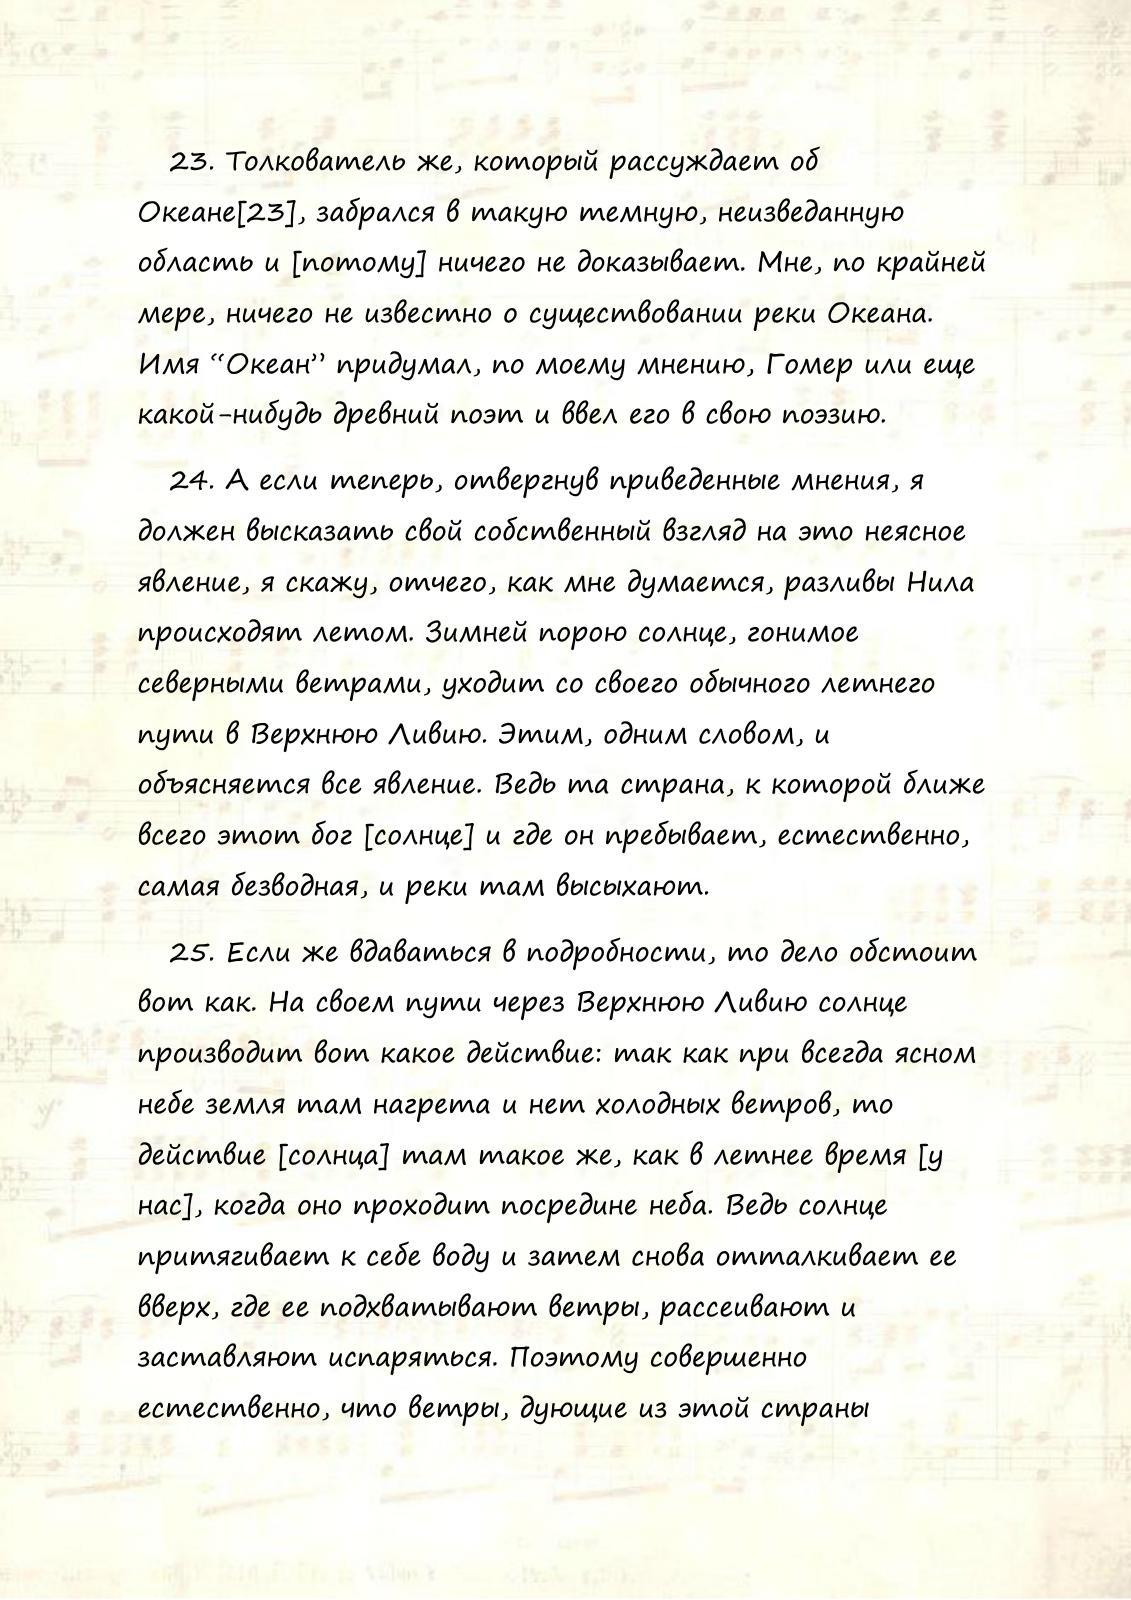 23. Толкователь же, который рассуждает об
Океане[23], забрался в такую темную, неизведанную
область и [потому] ничего не доказывает. Мне, по крайней
мере, ничего не известно о существовании реки Океана.
Имя “Океан” придумал, по моему мнению, Гомер или еще
какой-нибудь древний поэт и ввел его в свою поэзию.
24. А если теперь, отвергнув приведенные мнения, я
должен высказать свой собственный взгляд на это неясное
явление, я скажу, отчего, как мне думается, разливы Нила
происходят летом. Зимней порою солнце, гонимое
северными ветрами, уходит со своего обычного летнего
пути в Верхнюю Ливию. Этим, одним словом, и
объясняется все явление. Ведь та страна, к которой ближе
всего этот бог [солнце] и где он пребывает, естественно,
самая безводная, и реки там высыхают.
25. Если же вдаваться в подробности, то дело обстоит
вот как. На своем пути через Верхнюю Ливию солнце
производит вот какое действие: так как при всегда ясном
небе земля там нагрета и нет холодных ветров, то
действие [солнца] там такое же, как в летнее время [у
нас], когда оно проходит посредине неба. Ведь солнце
притягивает к себе воду и затем снова отталкивает ее
вверх, где ее подхватывают ветры, рассеивают и
заставляют испаряться. Поэтому совершенно
естественно, что ветры, дующие из этой страны